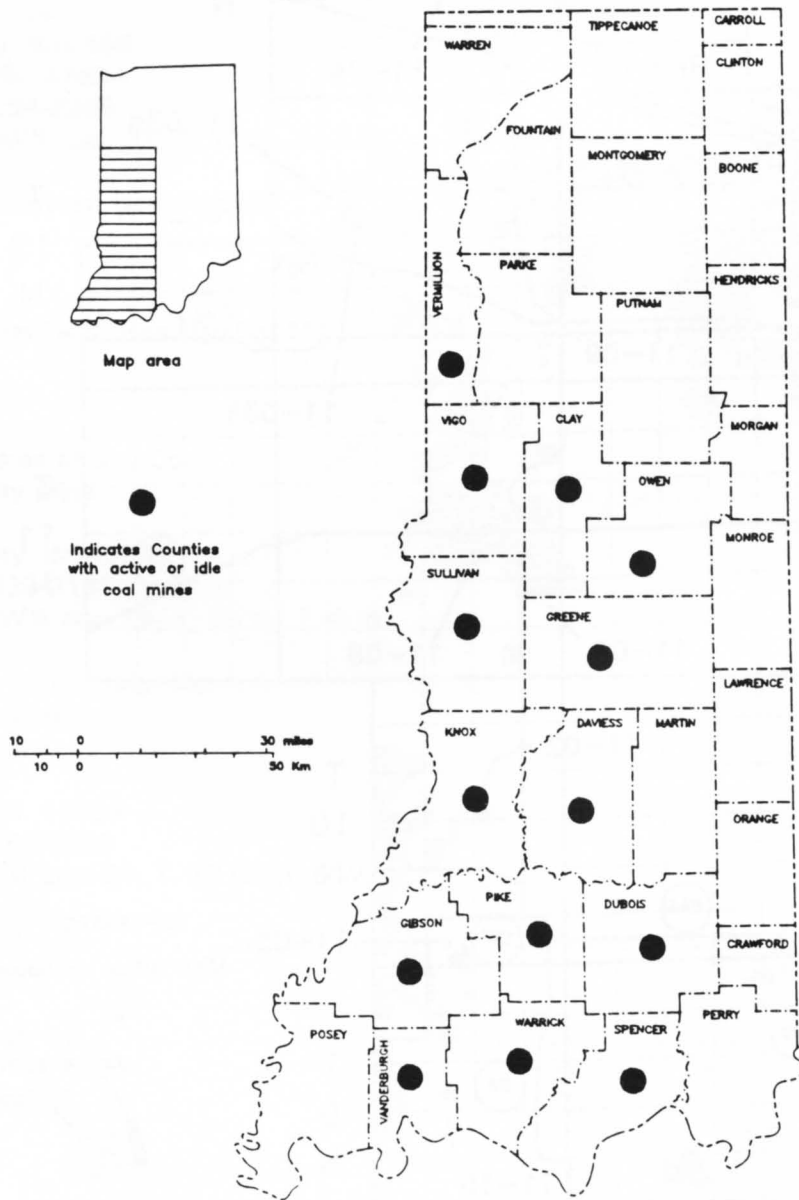 WARREN
TIPPECANOE
CARROLL
CLINTON
FOUNTAIN
MONTGOMERY
BOONE
VERMILLION
PARKE
HENDRICKS
PUTNAM
Map area
VIGO
CLAY
MORGAN
OWEN
Indicates Counties
with active or idle
coal mines
MONROE
SULLIVAN
GREENE
LAWRENCE
10 0 30 miles
10 0 50 Km
KNOX
DAVIESS
MARTIN
ORANGE
PIKE
GIBSON
DUBOIS
CRAWFORD
POSEY
VANDERBURGH
WARRICK
SPENCER
PERRY